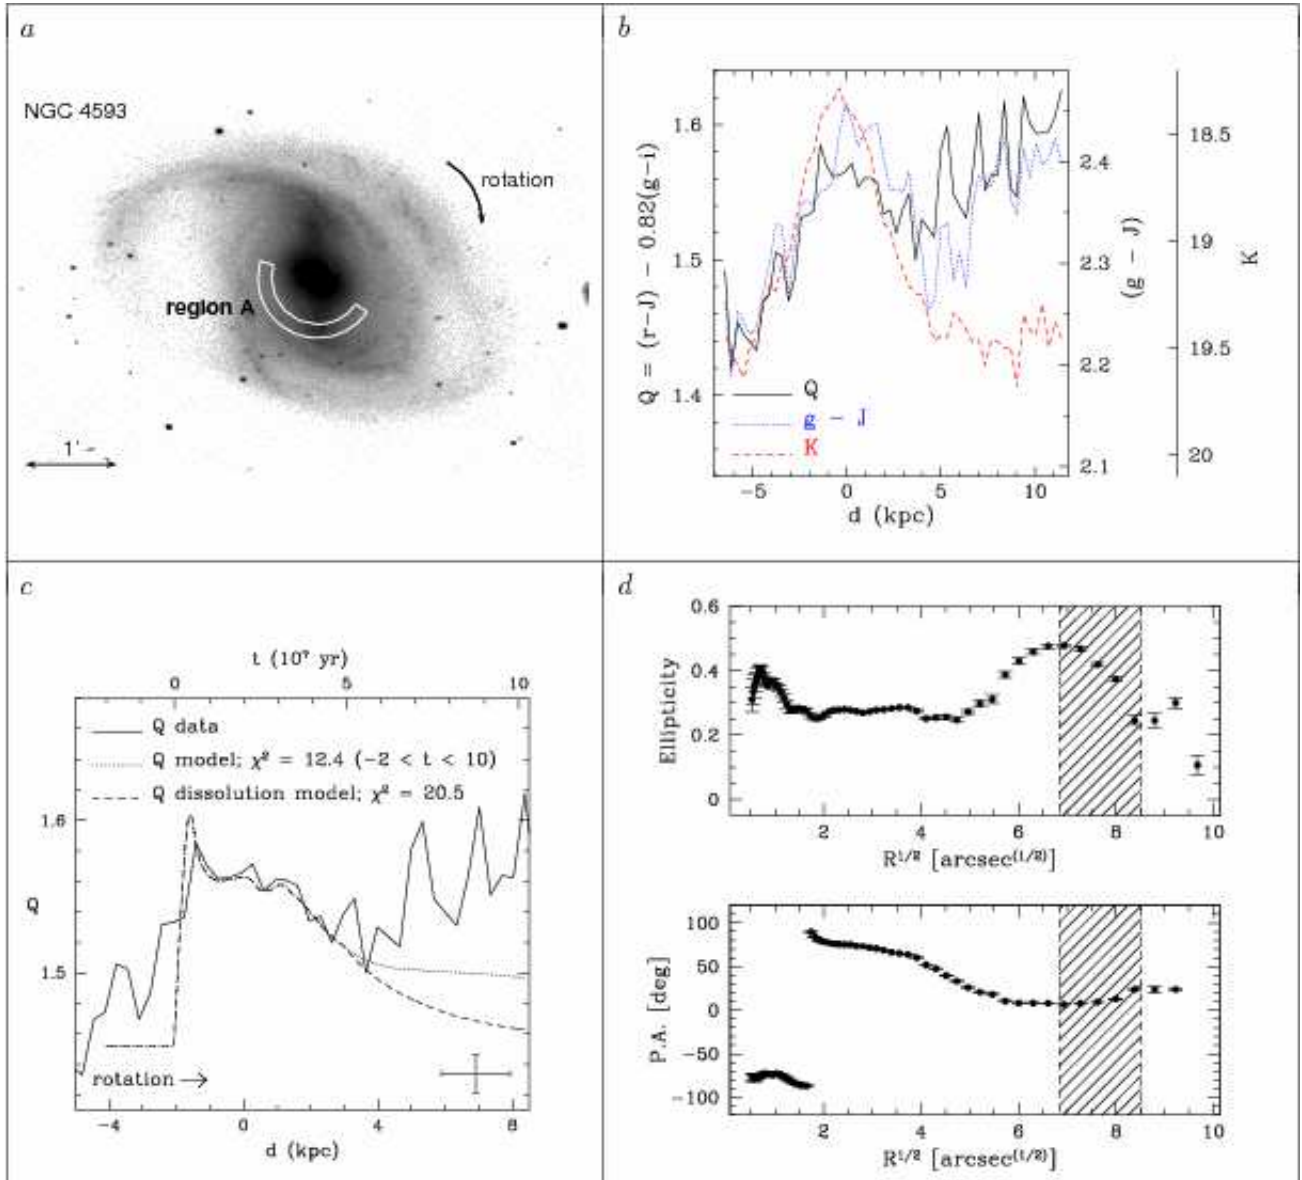 a
NGC 4593
rotation
region A
1'
b
Q = (r−J) − 0.82(g−i)
1.6
1.5
1.4
Q
g − J
K
−5 0 5 10
d (kpc)
2.4
2.3
2.2
2.1
(g − J)
18.5
19
19.5
20
K
c
t (10⁷ yr)
0 5 10
Q data
Q model; χ² = 12.4 (−2 < t < 10)
Q dissolution model; χ² = 20.5
1.6
1.5
Q
rotation →
−4 0 4 8
d (kpc)
d
Ellipticity
0.6
0.4
0.2
0
2 4 6 8 10
R^1/2 [arcsec^(1/2)]
P.A. [deg]
100
50
0
−50
−100
2 4 6 8 10
R^1/2 [arcsec^(1/2)]